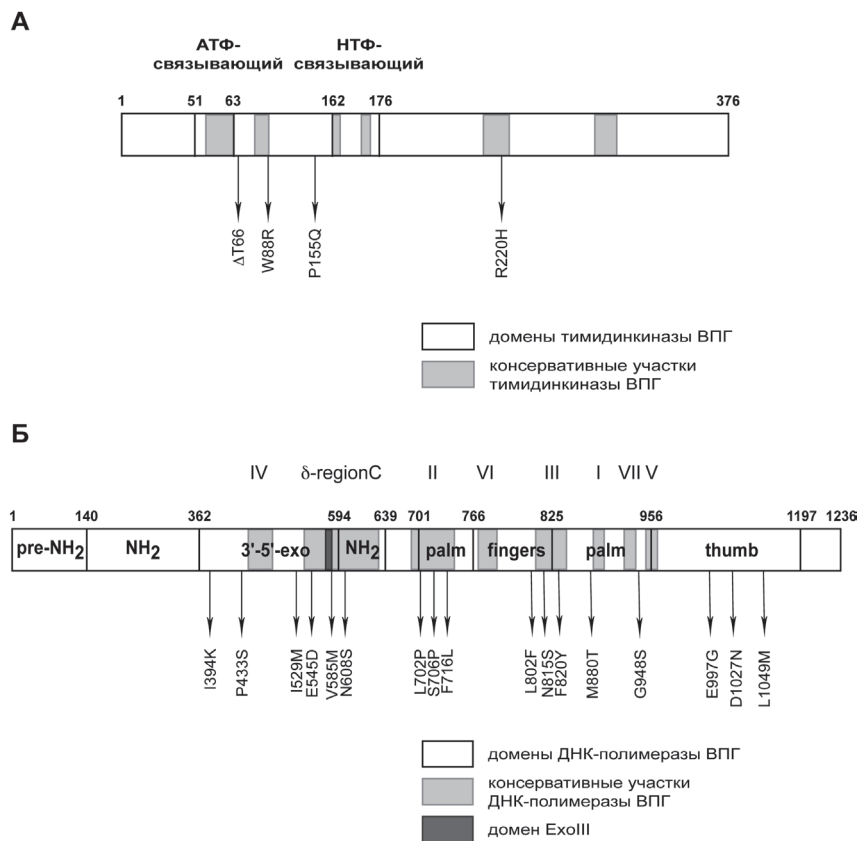 А
АТФ-
связывающий
НТФ-
связывающий
1 51 63 162 176 376
ΔT66
W88R
P155Q
R220H
домены тимидинкиназы ВПГ
консервативные участки
тимидинкиназы ВПГ
Б
IV δ-regionC II VI III I VII V
1 140 362 594 639 701 766 825 956 1197 1236
pre-NH2 NH2 3'-5'-exo NH2 palm fingers palm thumb
I394K
P433S
I529M
E545D
V585M
N608S
L702P
S706P
F716L
L802F
N815S
F820Y
M880T
G948S
E997G
D1027N
L1049M
домены ДНК-полимеразы ВПГ
консервативные участки
ДНК-полимеразы ВПГ
домен ExoIII